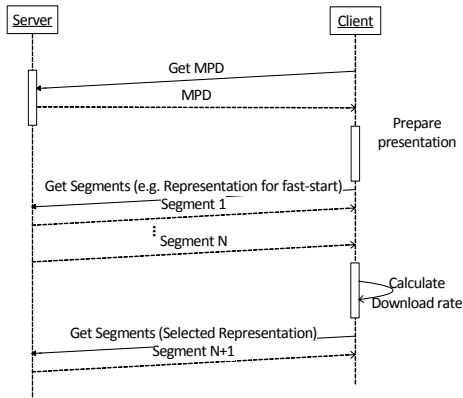 Server
Client
Get MPD
MPD
Prepare
presentation
Get Segments (e.g. Representation for fast-start)
Segment 1
Segment N
Calculate
Download rate
Get Segments (Selected Representation)
Segment N+1